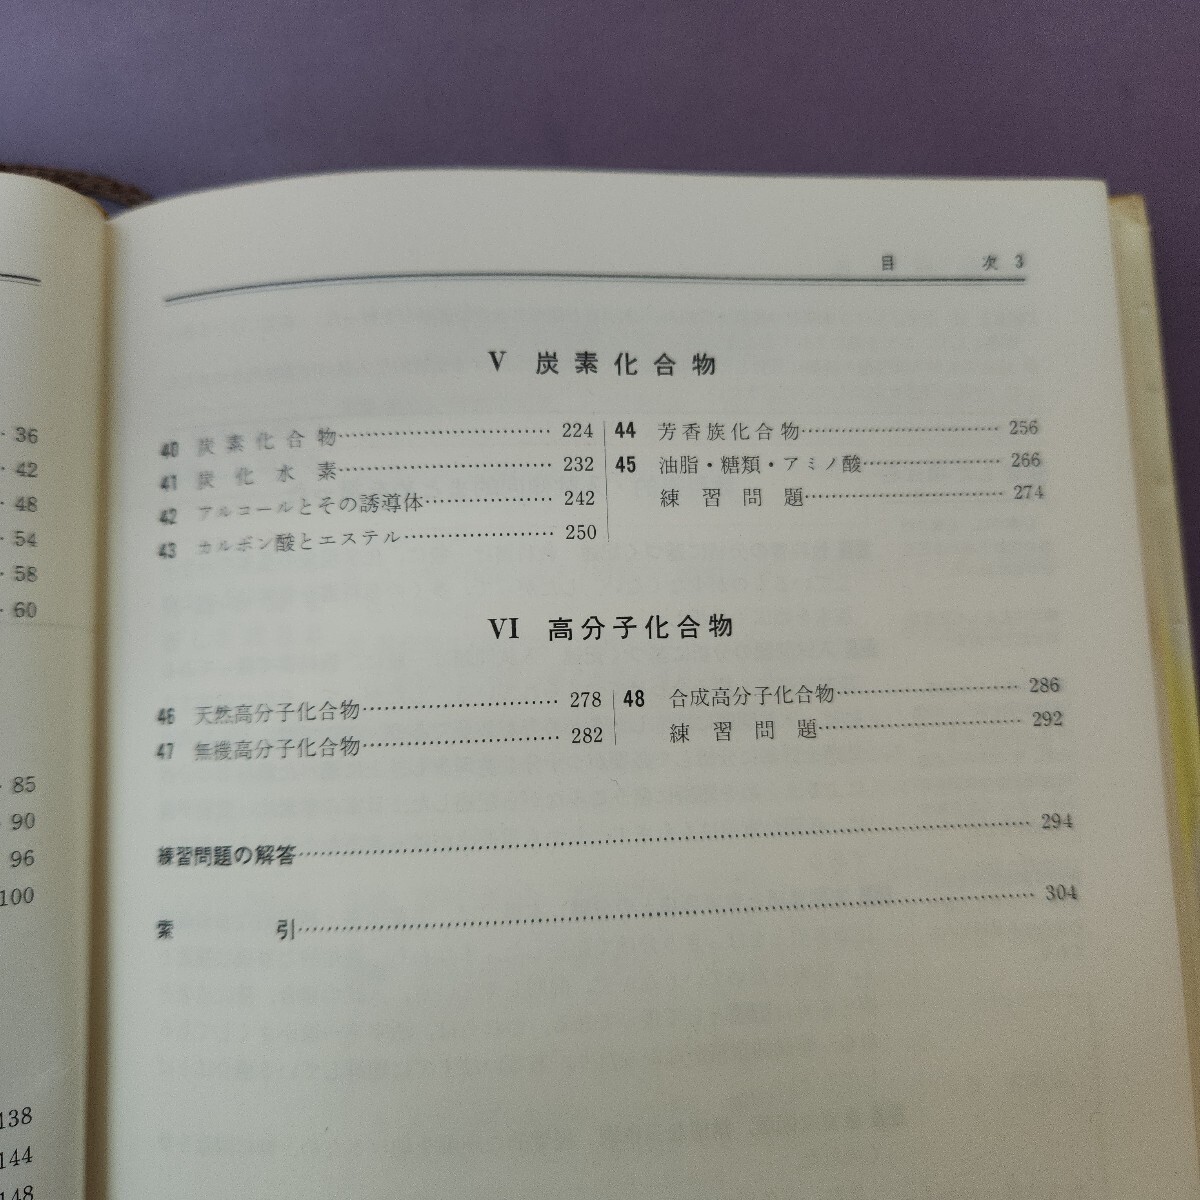 36
42
48
54
58
60
85
90
96
100
138
144
148
目 次 3
V 炭素化合物
40 炭素化合物 224
41 炭化水素 232
42 アルコールとその誘導体 242
43 カルボン酸とエステル 250
44 芳香族化合物 256
45 油脂・糖類・アミノ酸 266
練習問題 274
VI 高分子化合物
46 天然高分子化合物 278
47 無機高分子化合物 282
48 合成高分子化合物 286
練習問題 292
練習問題の解答 294
索引 304